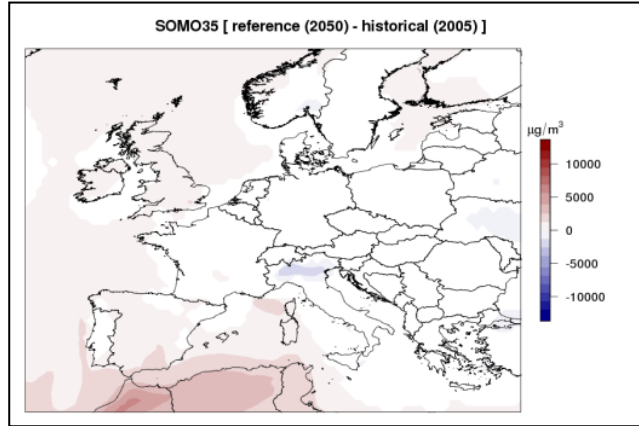 SOMO35 [ reference (2050) - historical (2005) ]
µg/m³
10000
5000
0
-5000
-10000